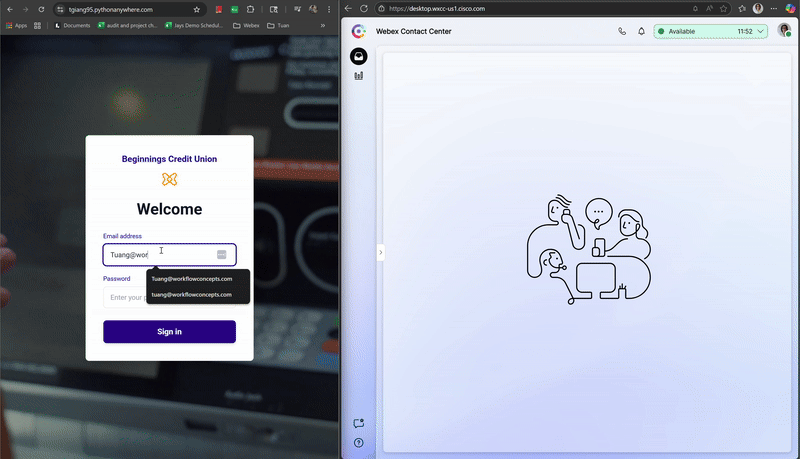 tgiang95.pythonanywhere.com
Apps
Documents
audit and project ch...
Jays Demo Schedul...
Webex
Tuan
»
Beginnings Credit Union
Welcome
Email address
Tuang@wor
Tuang@workflowconcepts.com
tuang@workflowconcepts.com
Password
Enter your p
Sign in
https://desktop.wxcc-us1.cisco.com
Webex Contact Center
Available
11:52